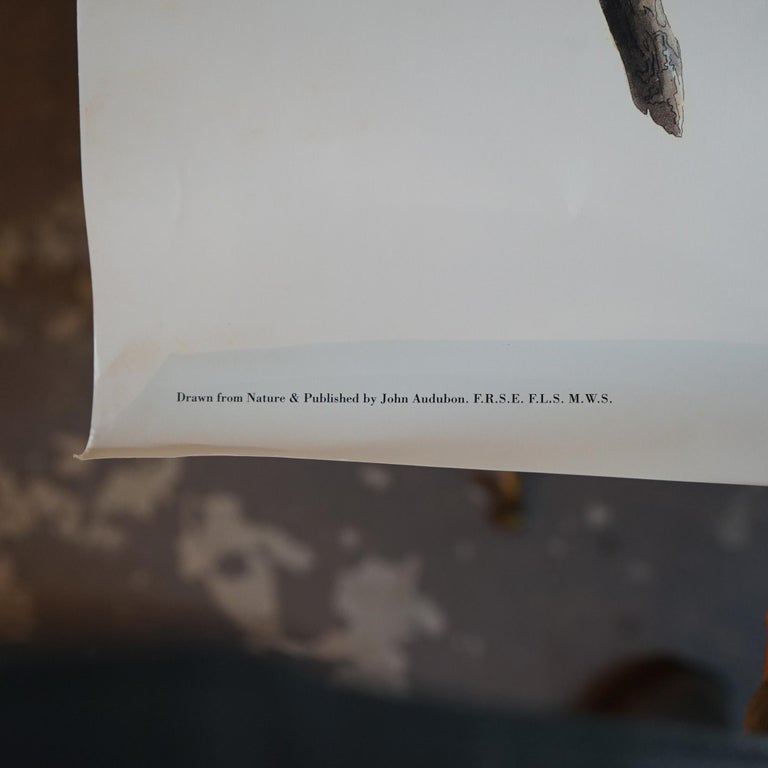 Drawn from Nature & Published by John Audubon. F.R.S.E. F.L.S. M.W.S.